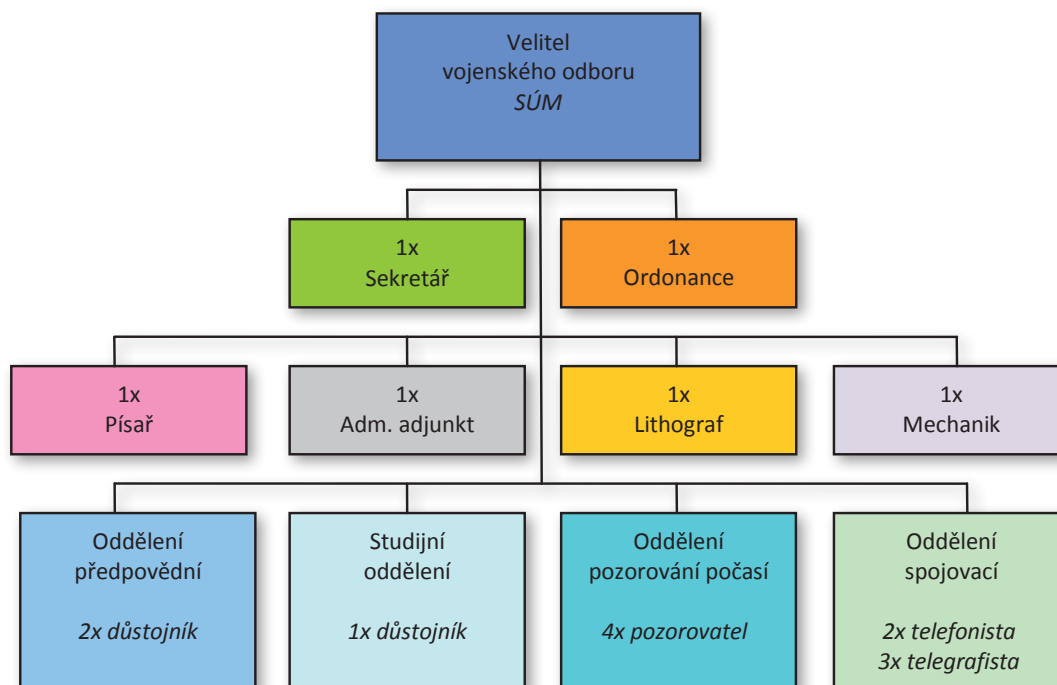 Velitel
vojenského odboru
SÚM
1x
Sekretář
1x
Ordonance
1x
Písař
1x
Adm. adjunkt
1x
Lithograf
1x
Mechanik
Oddělení
předpovědní
2x důstojník
Studijní
oddělení
1x důstojník
Oddělení
pozorování počasí
4x pozorovatel
Oddělení
spojovací
2x telefonista
3x telegrafista